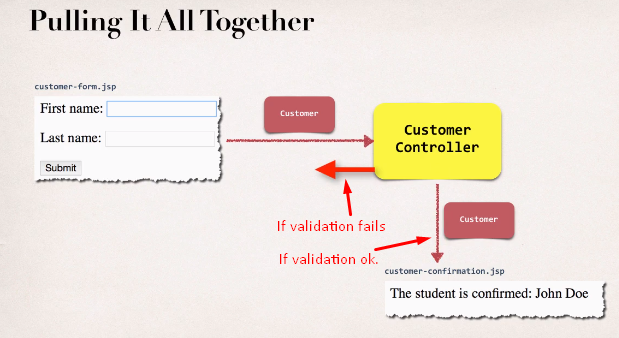 Pulling It All Together
customer-form.jsp
First name:
Last name:
Submit
Customer
Customer
Controller
If validation fails
If validation ok.
Customer
customer-confirmation.jsp
The student is confirmed: John Doe